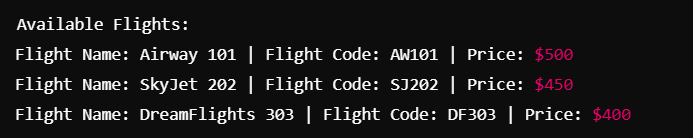 Available Flights:
Flight Name: Airway 101 | Flight Code: AW101 | Price: $500
Flight Name: SkyJet 202 | Flight Code: SJ202 | Price: $450
Flight Name: DreamFlights 303 | Flight Code: DF303 | Price: $400